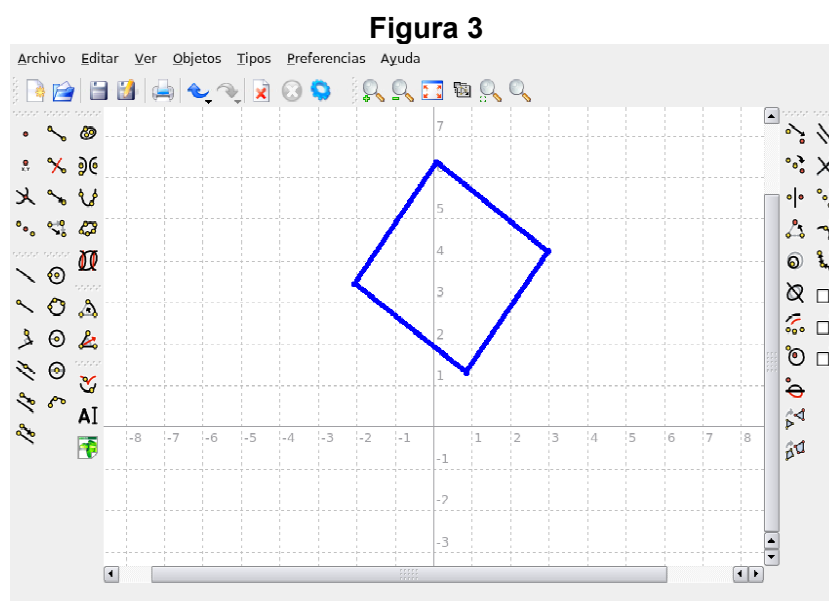 Figura 3
Archivo Editar Ver Objetos Tipos Preferencias Ayuda
X,Y
AI
7
5
4
3
2
1
-8 -7 -6 -5 -4 -3 -2 -1 1 2 3 4 5 6 7 8
-1
-2
-3